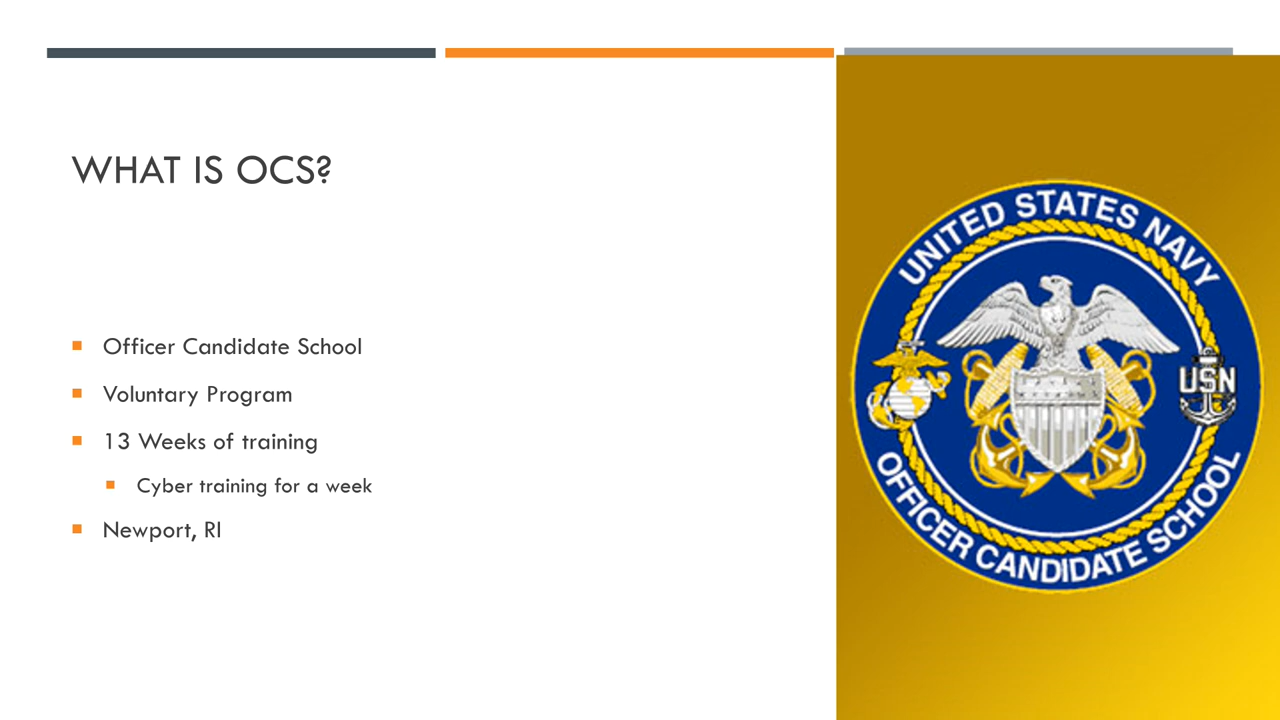 WHAT IS OCS?
Officer Candidate School
Voluntary Program
13 Weeks of training
Cyber training for a week
Newport, RI
UNITED STATES NAVY
USN
OFFICER CANDIDATE SCHOOL